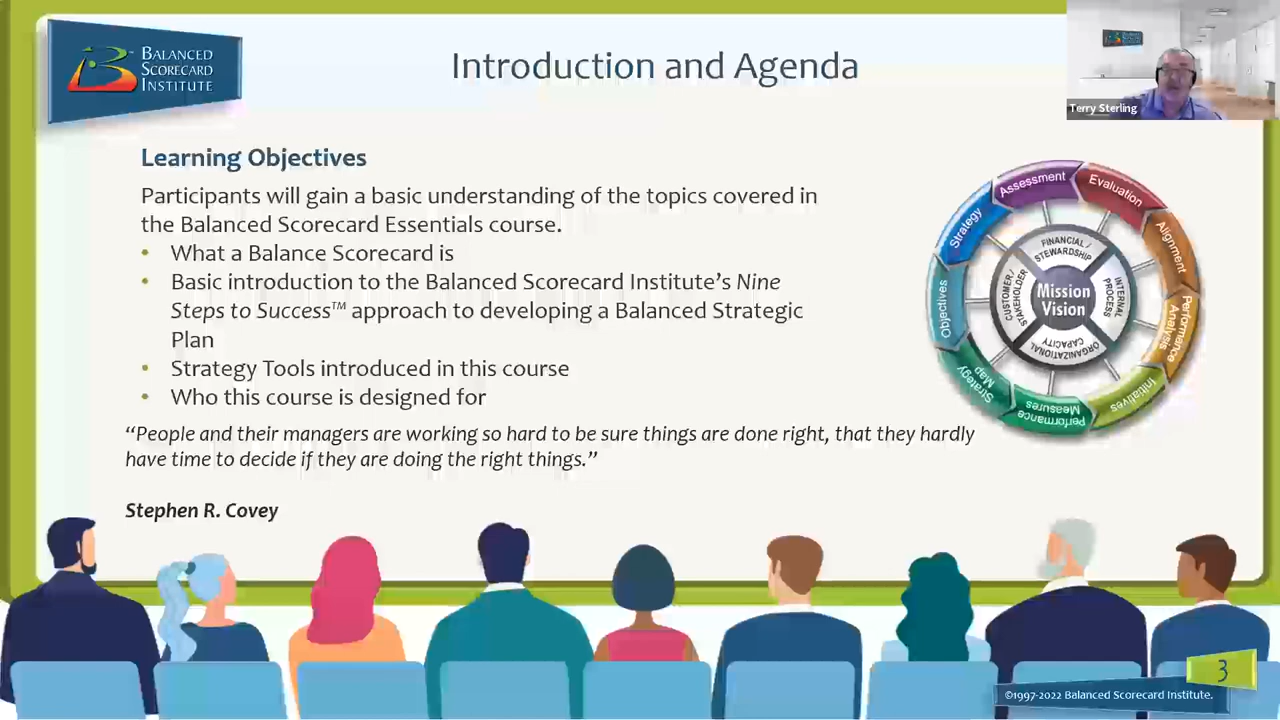 BALANCED
SCORECARD
INSTITUTE
Introduction and Agenda
Terry Sterling
Learning Objectives
Participants will gain a basic understanding of the topics covered in
the Balanced Scorecard Essentials course.
• What a Balance Scorecard is
• Basic introduction to the Balanced Scorecard Institute's Nine
Steps to Success™ approach to developing a Balanced Strategic
Plan
• Strategy Tools introduced in this course
• Who this course is designed for
“People and their managers are working so hard to be sure things are done right, that they hardly
have time to decide if they are doing the right things.”
Stephen R. Covey
Assessment
Evaluation
Alignment
Performance
Analysis
Initiatives
Performance
Measures
Strategy
Map
Objectives
Strategy
FINANCIAL /
STEWARDSHIP
INTERNAL
PROCESS
ORGANIZATIONAL
CAPACITY
CUSTOMER/
STAKEHOLDER
Mission
Vision
3
©1997-2022 Balanced Scorecard Institute.